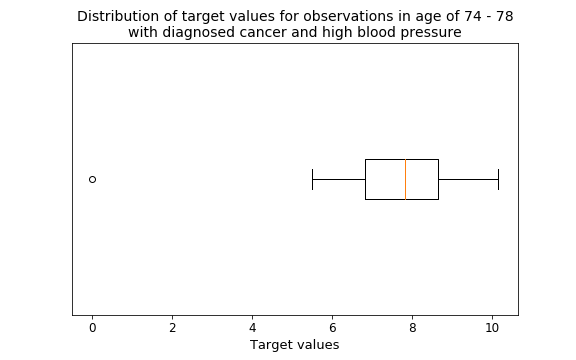 Distribution of target values for observations in age of 74 - 78
with diagnosed cancer and high blood pressure
0 2 4 6 8 10
Target values